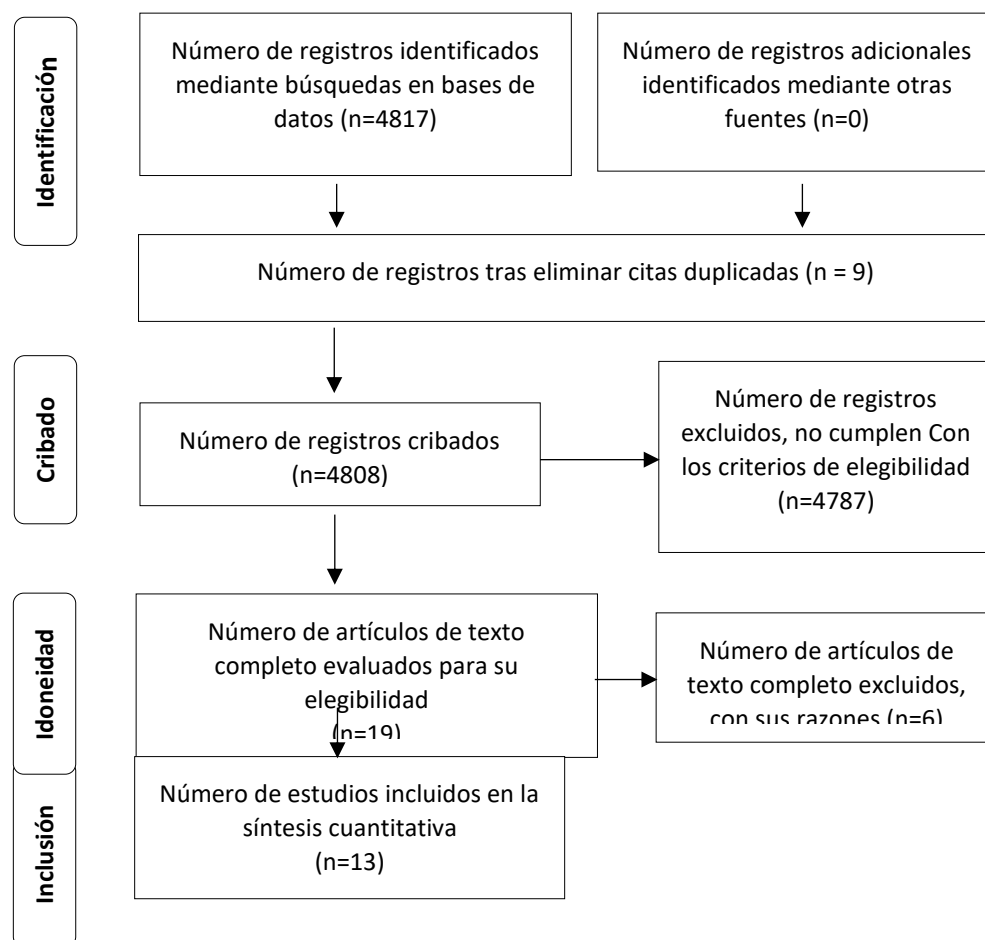 Identificación
Número de registros identificados
mediante búsquedas en bases de
datos (n=4817)
Número de registros adicionales
identificados mediante otras
fuentes (n=0)
Número de registros tras eliminar citas duplicadas (n = 9)
Cribado
Número de registros cribados
(n=4808)
Número de registros
excluidos, no cumplen Con
los criterios de elegibilidad
(n=4787)
Idoneidad
Número de artículos de texto
completo evaluados para su
elegibilidad
(n=19)
Número de artículos de
texto completo excluidos,
con sus razones (n=6)
Inclusión
Número de estudios incluidos en la
síntesis cuantitativa
(n=13)